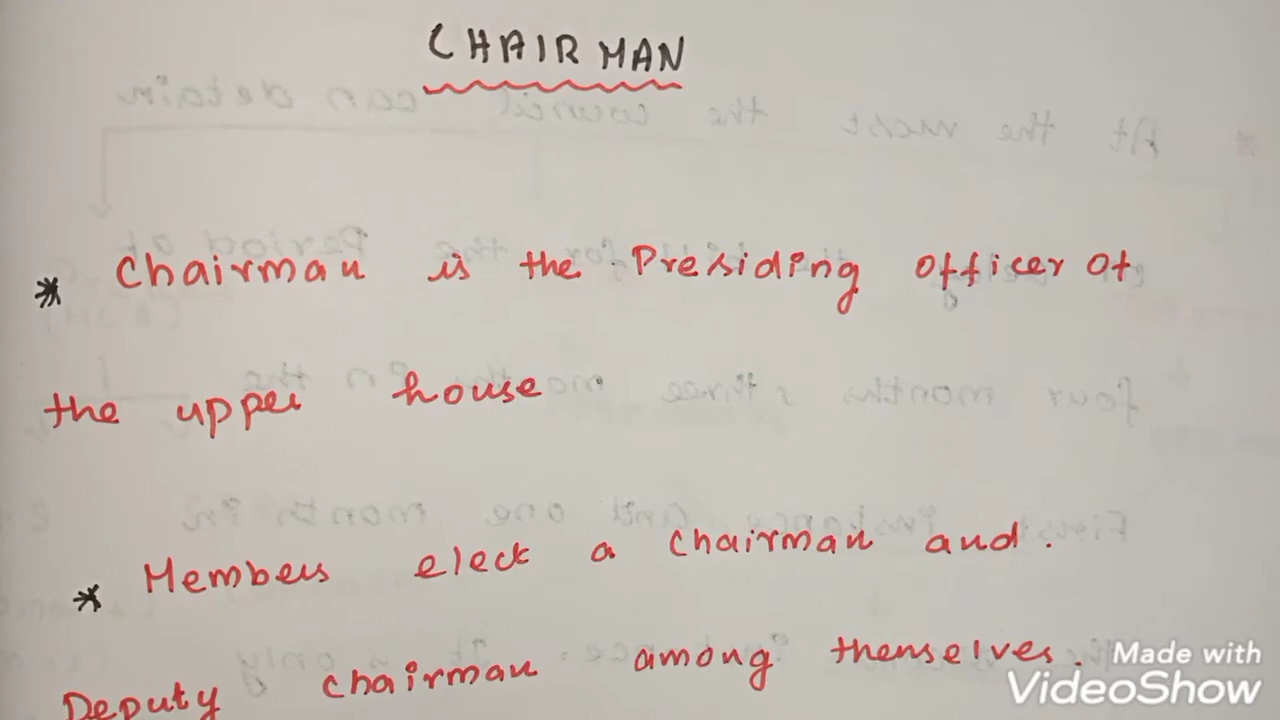 CHAIRMAN
* Chairman is the Presiding Officer of
the upper house
* Members elect a chairman and.
Deputy chairman among themselves.
Made with
VideoShow